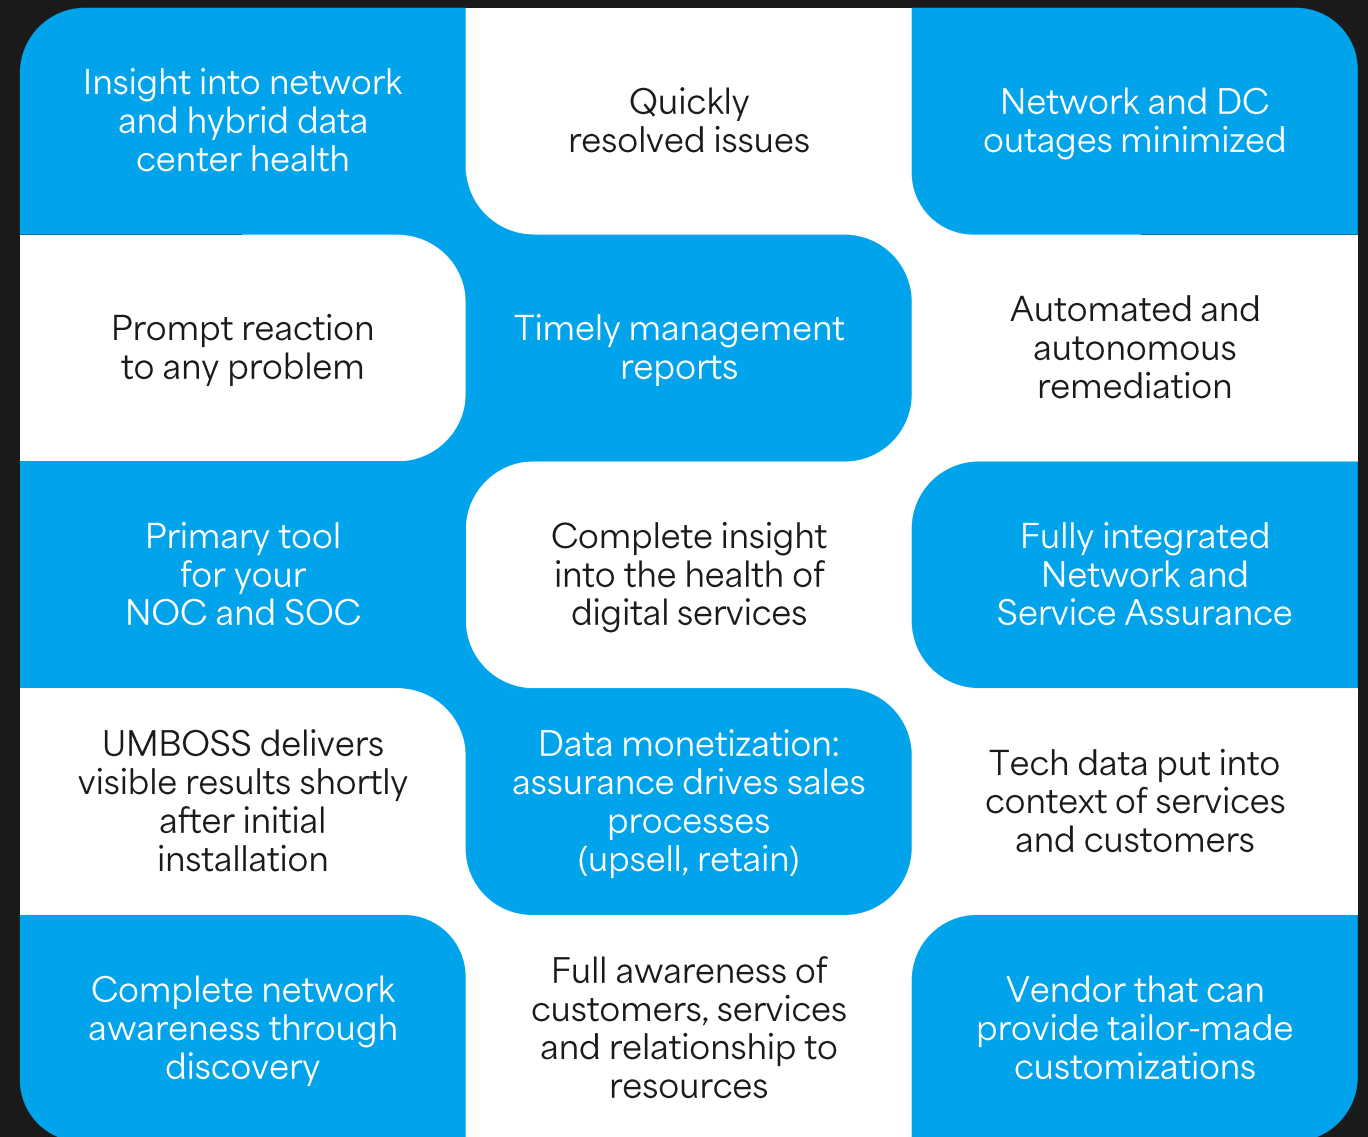 Insight into network
and hybrid data
center health
Quickly
resolved issues
Network and DC
outages minimized
Prompt reaction
to any problem
Timely management
reports
Automated and
autonomous
remediation
Primary tool
for your
NOC and SOC
Complete insight
into the health of
digital services
Fully integrated
Network and
Service Assurance
UMBOSS delivers
visible results shortly
after initial
installation
Data monetization:
assurance drives sales
processes
(upsell, retain)
Tech data put into
context of services
and customers
Complete network
awareness through
discovery
Full awareness of
customers, services
and relationship to
resources
Vendor that can
provide tailor-made
customizations